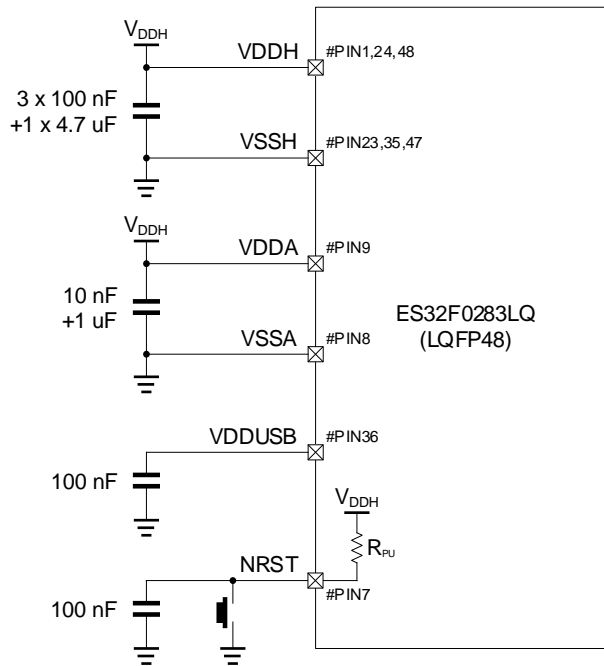 VDDH
VDDH
#PIN1,24,48
3 x 100 nF
+1 x 4.7 uF
VSSH
#PIN23,35,47
VDDH
VDDA
#PIN9
10 nF
+1 uF
ES32F0283LQ
(LQFP48)
VSSA
#PIN8
VDDUSB
#PIN36
100 nF
VDDH
RPU
NRST
#PIN7
100 nF